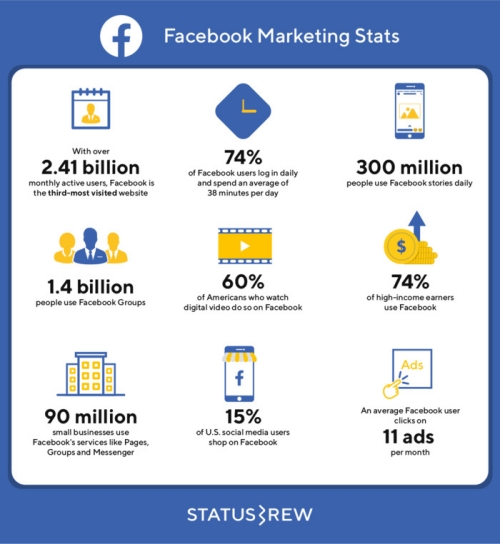 Facebook Marketing Stats
With over
2.41 billion
monthly active users, Facebook is
the third-most visited website
74%
of Facebook users log in daily
and spend an average of
38 minutes per day
300 million
people use Facebook stories daily
1.4 billion
people use Facebook Groups
60%
of Americans who watch
digital video do so on Facebook
$
74%
of high-income earners
use Facebook
90 million
small businesses use
Facebook's services like Pages,
Groups and Messenger
15%
of U.S. social media users
shop on Facebook
Ads
An average Facebook user
clicks on
11 ads
per month
STATUSBREW